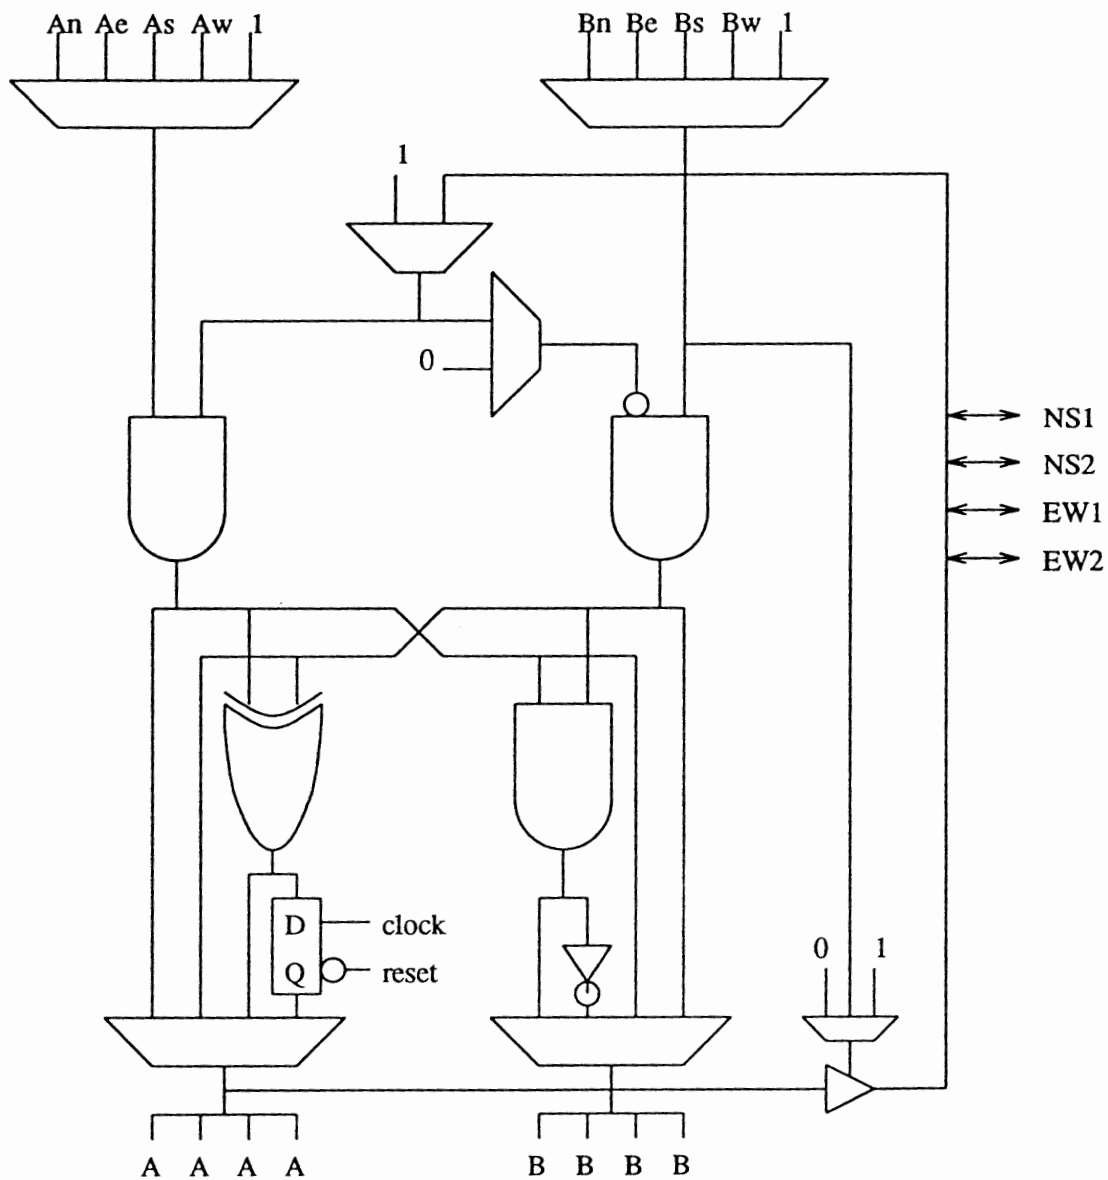 An Ae As Aw 1
Bn Be Bs Bw 1
1
0
NS1
NS2
EW1
EW2
D clock
Q reset
0 1
A A A A
B B B B